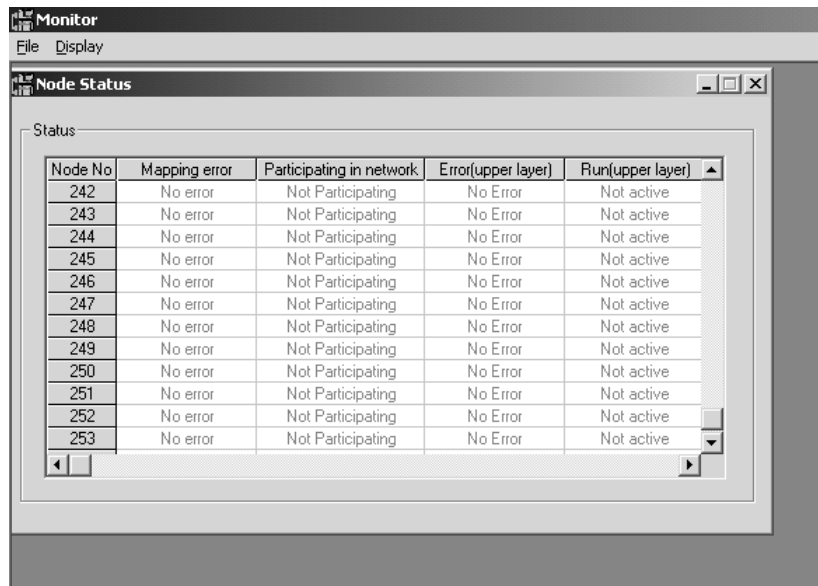 Monitor
File Display
Node Status
Status
Node No Mapping error Participating in network Error(upper layer) Run(upper layer)
242 No error Not Participating No Error Not active
243 No error Not Participating No Error Not active
244 No error Not Participating No Error Not active
245 No error Not Participating No Error Not active
246 No error Not Participating No Error Not active
247 No error Not Participating No Error Not active
248 No error Not Participating No Error Not active
249 No error Not Participating No Error Not active
250 No error Not Participating No Error Not active
251 No error Not Participating No Error Not active
252 No error Not Participating No Error Not active
253 No error Not Participating No Error Not active